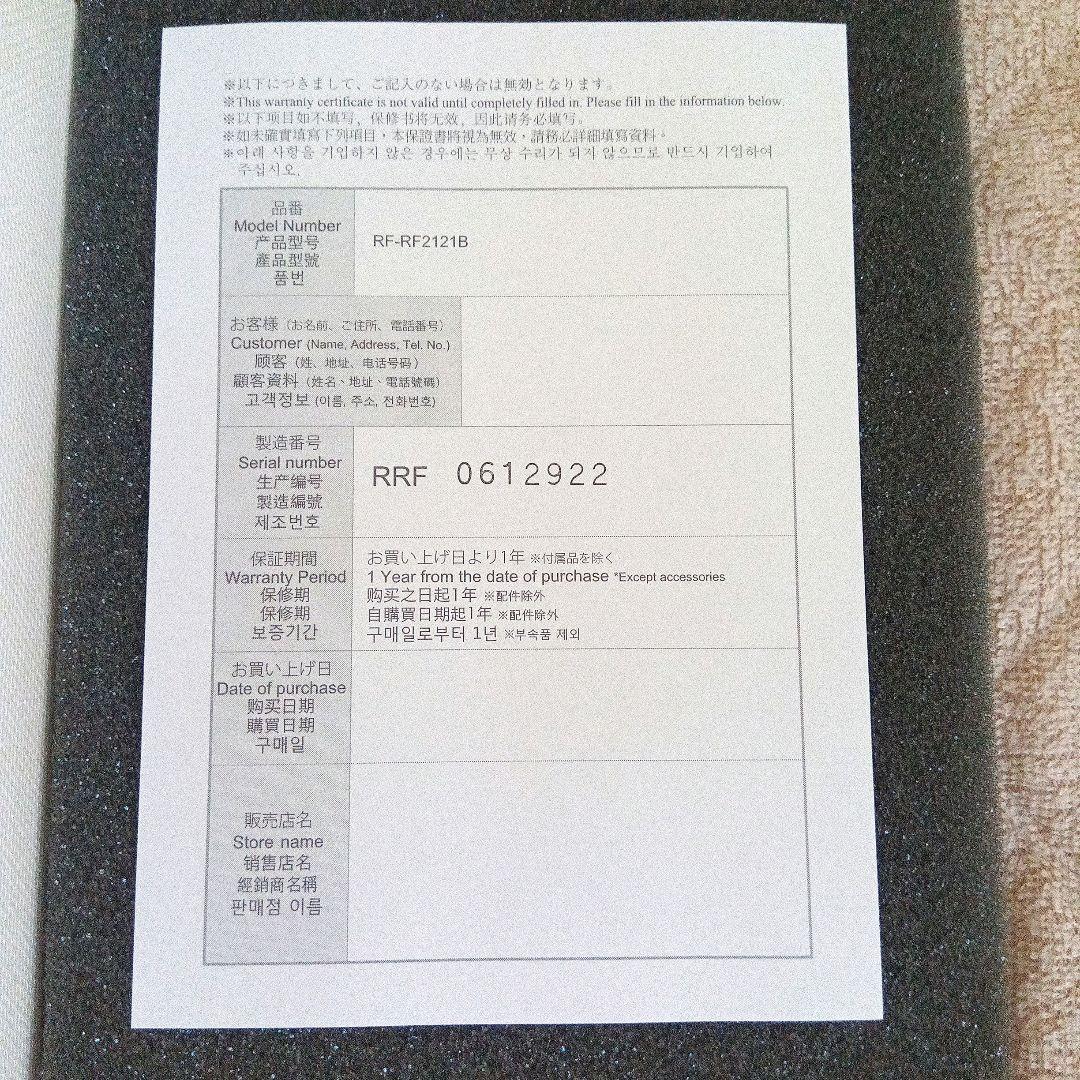 ※以下につきまして、ご記入のない場合は無効となります。
※This warranty certificate is not valid until completely filled in. Please fill in the information below.
※以下项目如不填写，保修书将无效，因此请务必填写。
※如未確實填寫下列項目，本保證書將視為無效，請務必詳細填寫資料。
※아래 사항을 기입하지 않은 경우에는 무상 수리가 되지 않으므로 반드시 기입하여
주십시오.
品番
Model Number
产品型号
產品型號
품번
RF-RF2121B
お客様（お名前、ご住所、電話番号）
Customer (Name, Address, Tel. No.)
顾客（姓、地址、电话号码）
顧客資料（姓名、地址、電話號碼）
고객정보 (이름, 주소, 전화번호)
製造番号
Serial number
生产编号
製造編號
제조번호
RRF 0612922
保証期間
Warranty Period
保修期
保修期
보증기간
お買い上げ日より1年 ※付属品を除く
1 Year from the date of purchase *Except accessories
购买之日起1年 ※配件除外
自購買日期起1年 ※配件除外
구매일로부터 1년 ※부속품 제외
お買い上げ日
Date of purchase
购买日期
購買日期
구매일
販売店名
Store name
销售店名
經銷商名稱
판매점 이름